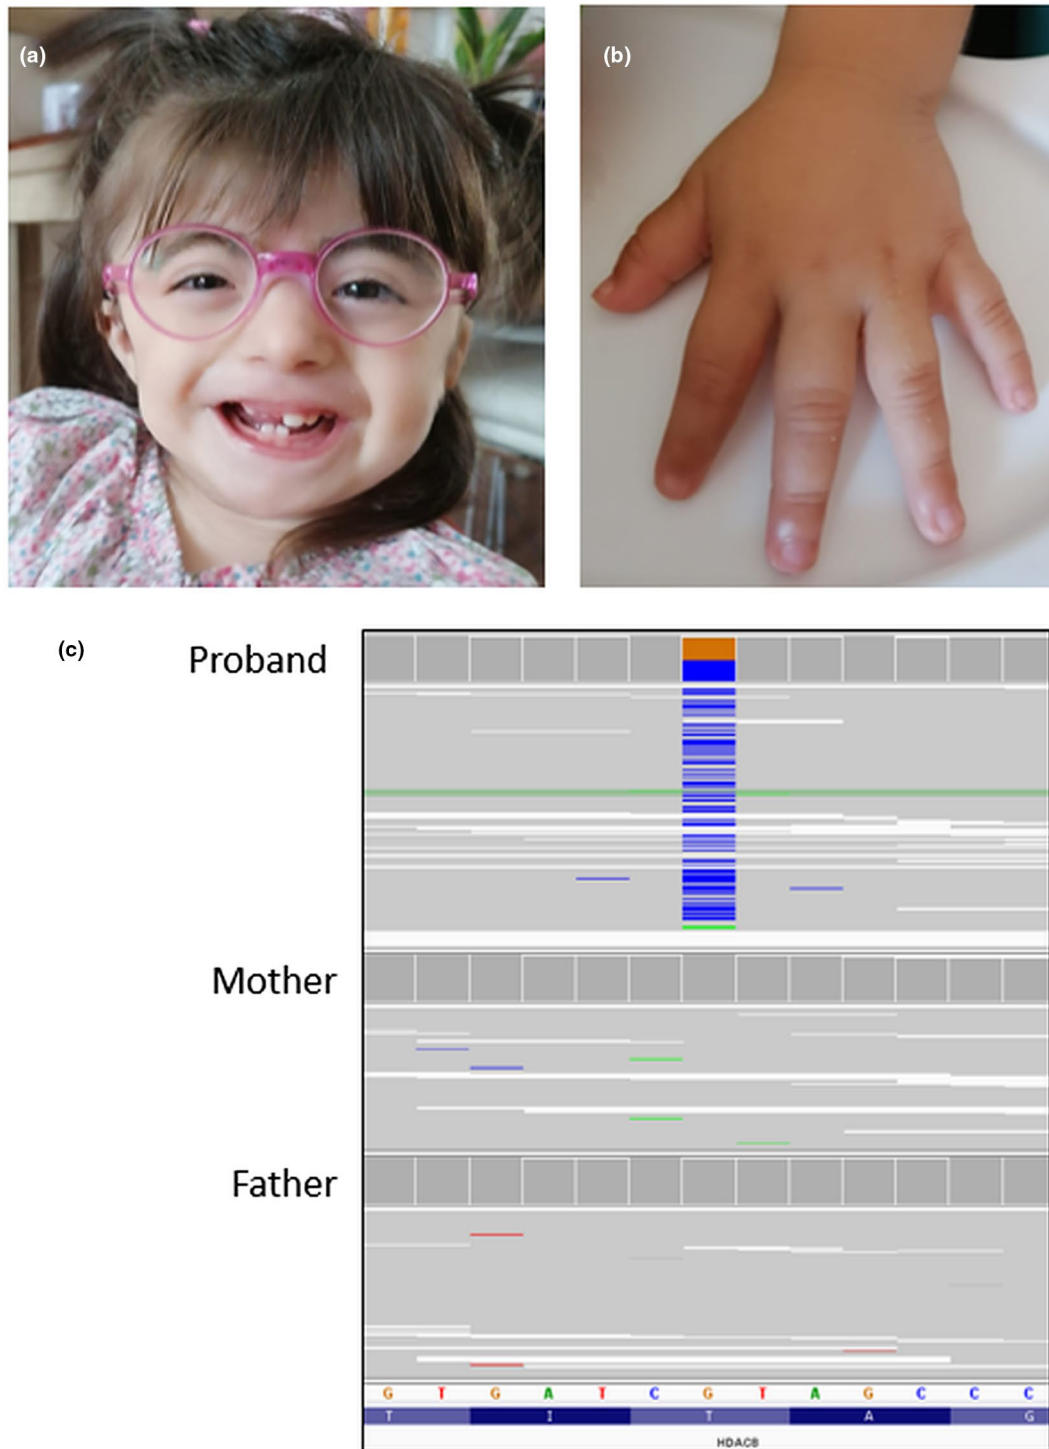 (a)
(b)
(c)
Proband
Mother
Father
G T G A T C G T A G C C C
T I T A G
HDAC8